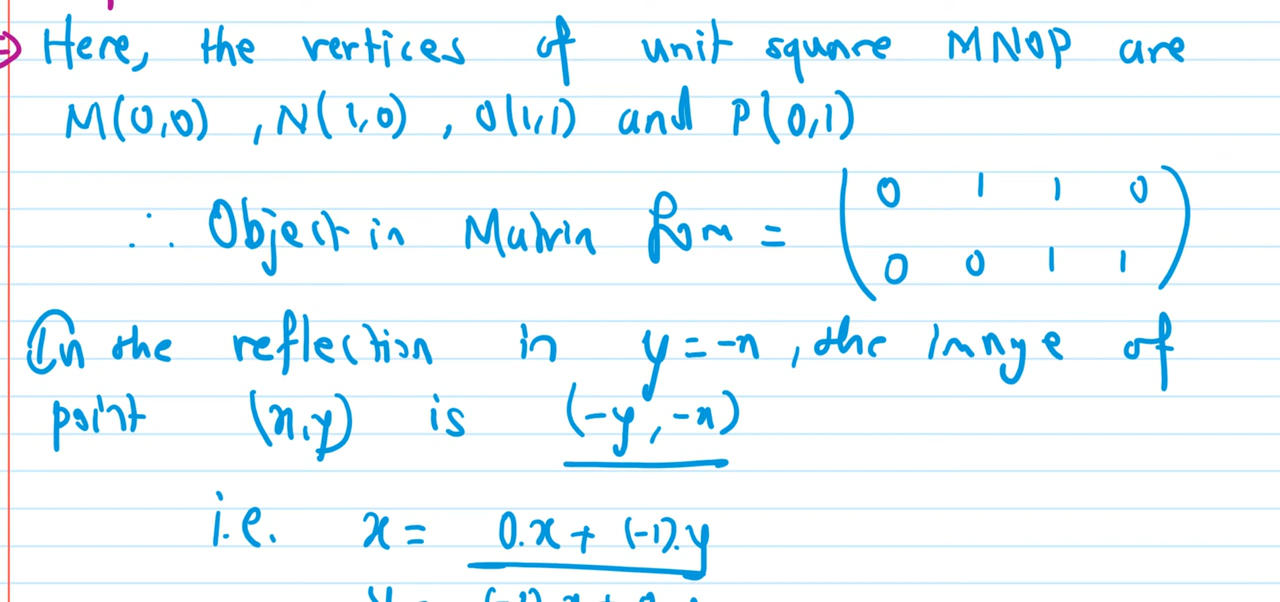 ⇒ Here, the vertices of unit square MNOP are
M(0,0) , N(1,0) , O(1,1) and P(0,1)
∴ Object in Matrix form = ( 0 1 1 0
0 0 1 1 )
In the reflection in y = -x , the image of
point (x,y) is (-y, -x)
i.e. x = 0.x + (-1).y